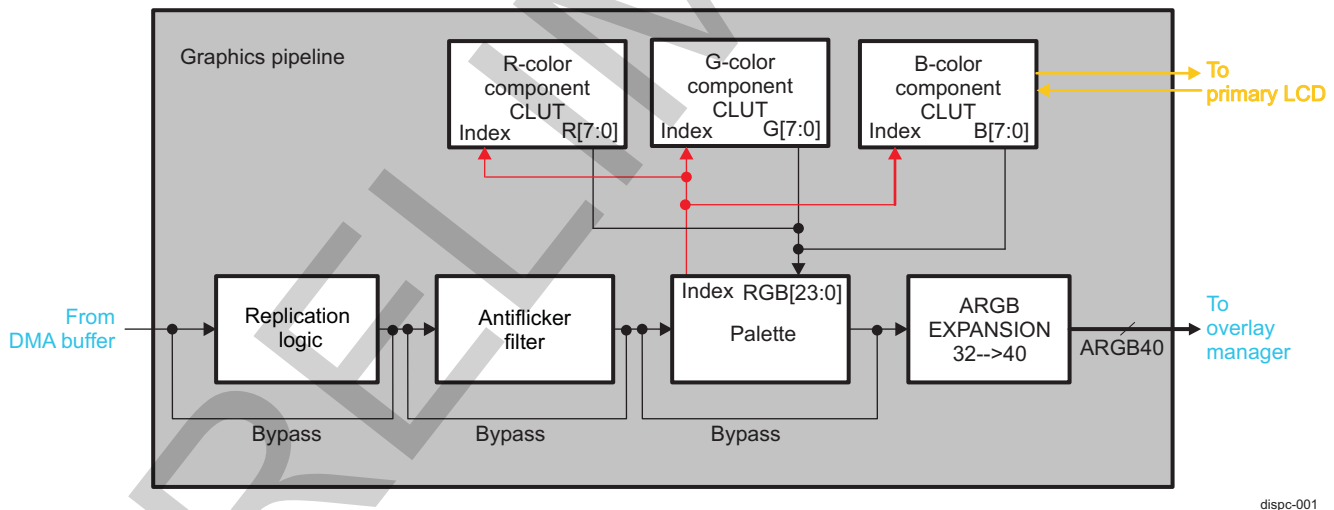 Graphics pipeline
R-color
component
CLUT
Index R[7:0]
G-color
component
CLUT
Index G[7:0]
B-color
component
CLUT
Index B[7:0]
To
primary LCD
From
DMA buffer
Replication
logic
Antiflicker
filter
Index RGB[23:0]
Palette
ARGB
EXPANSION
32-->40
ARGB40
To
overlay
manager
Bypass
Bypass
Bypass
dispc-001